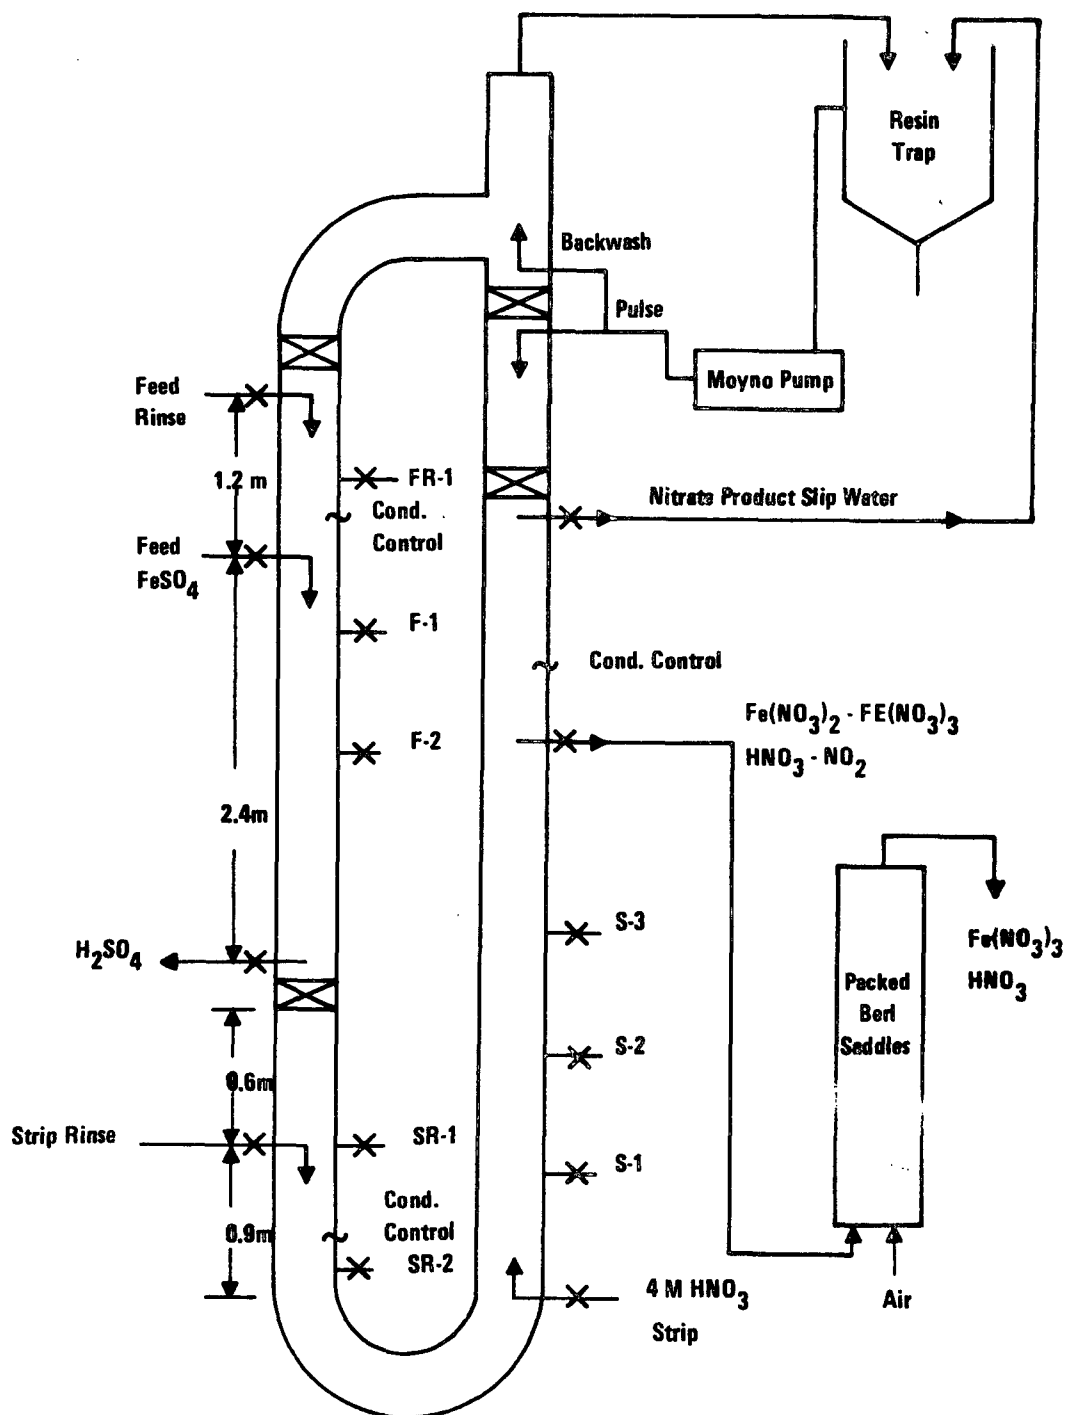 Resin
Trap
Backwash
Pulse
Moyno Pump
Feed
Rinse
1.2 m
FR-1
Cond.
Control
Nitrate Product Slip Water
Feed
FeSO4
F-1
Cond. Control
Fe(NO3)2 - FE(NO3)3
HNO3 - NO2
F-2
2.4m
S-3
H2SO4
Fe(NO3)3
HNO3
Packed
Berl
Saddles
S-2
0.6m
Strip Rinse
SR-1
S-1
Cond.
Control
0.9m
SR-2
4 M HNO3
Strip
Air